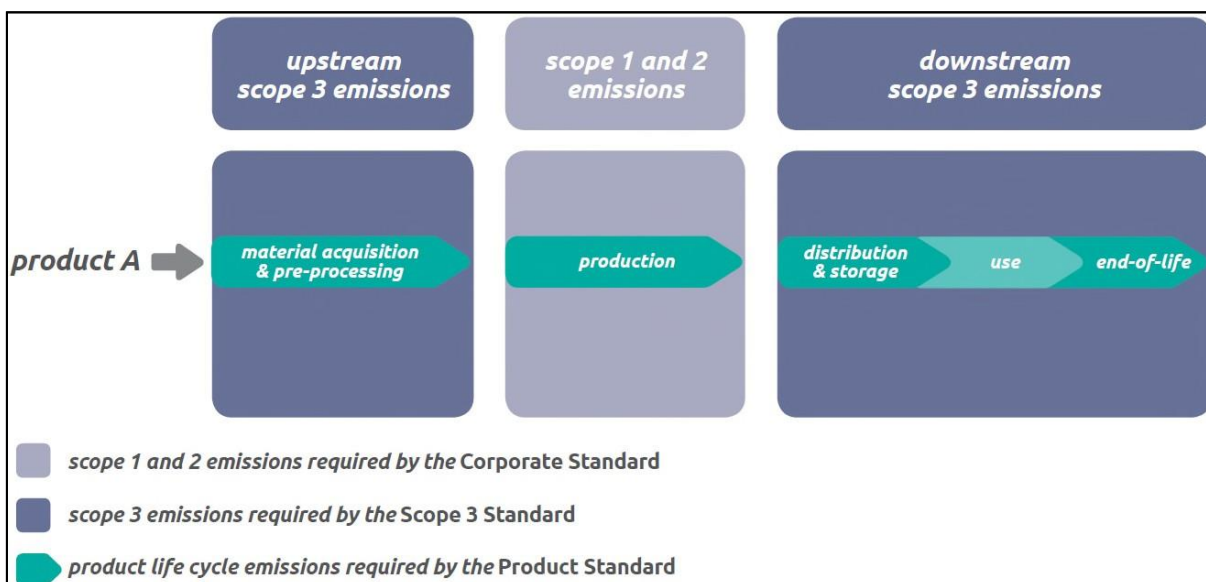 upstream
scope 3 emissions
scope 1 and 2
emissions
downstream
scope 3 emissions
product A
material acquisition
& pre-processing
production
distribution
& storage
use
end-of-life
scope 1 and 2 emissions required by the Corporate Standard
scope 3 emissions required by the Scope 3 Standard
product life cycle emissions required by the Product Standard